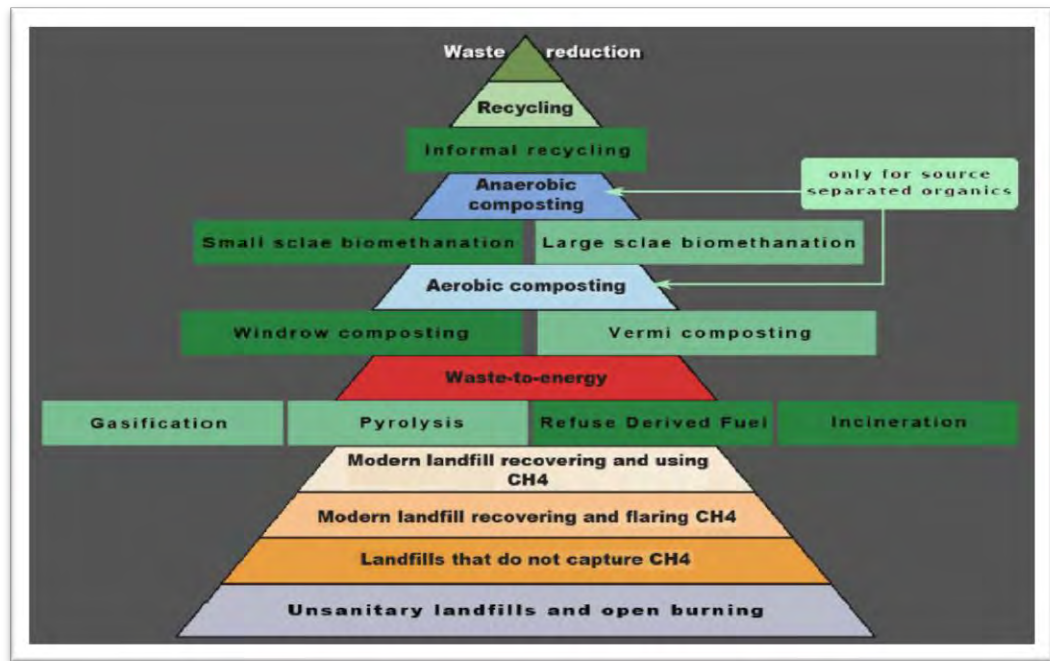 Waste reduction
Recycling
Informal recycling
Anaerobic
composting
only for source
separated organics
Small sclae biomethanation
Large sclae biomethanation
Aerobic composting
Windrow composting
Vermi composting
Waste-to-energy
Gasification
Pyrolysis
Refuse Derived Fuel
Incineration
Modern landfill recovering and using
CH4
Modern landfill recovering and flaring CH4
Landfills that do not capture CH4
Unsanitary landfills and open burning